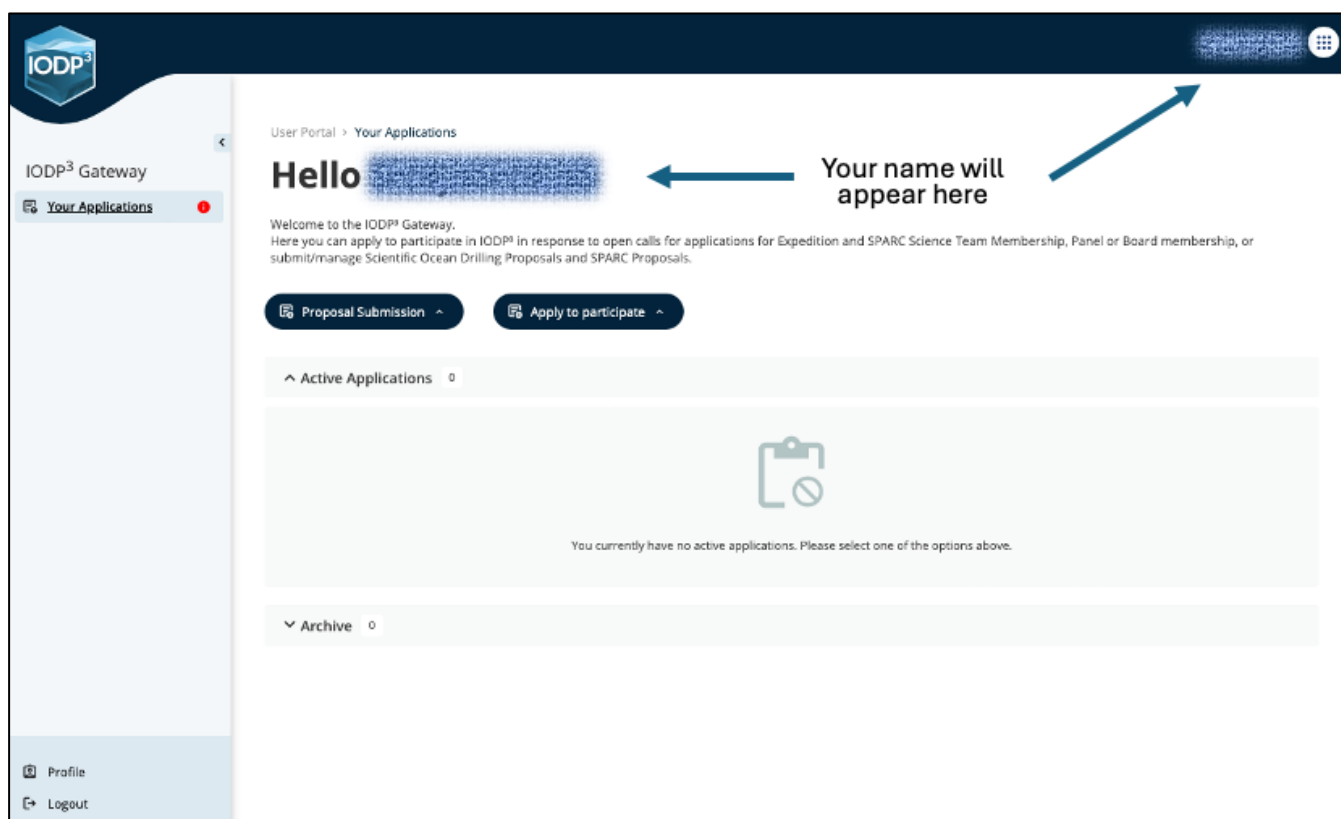 IODP³
User Portal > Your Applications
IODP³ Gateway
Hello
Your name will
appear here
Your Applications
Welcome to the IODP³ Gateway.
Here you can apply to participate in IODP³ in response to open calls for applications for Expedition and SPARC Science Team Membership, Panel or Board membership, or
submit/manage Scientific Ocean Drilling Proposals and SPARC Proposals.
Proposal Submission
Apply to participate
Active Applications 0
You currently have no active applications. Please select one of the options above.
Archive 0
Profile
Logout